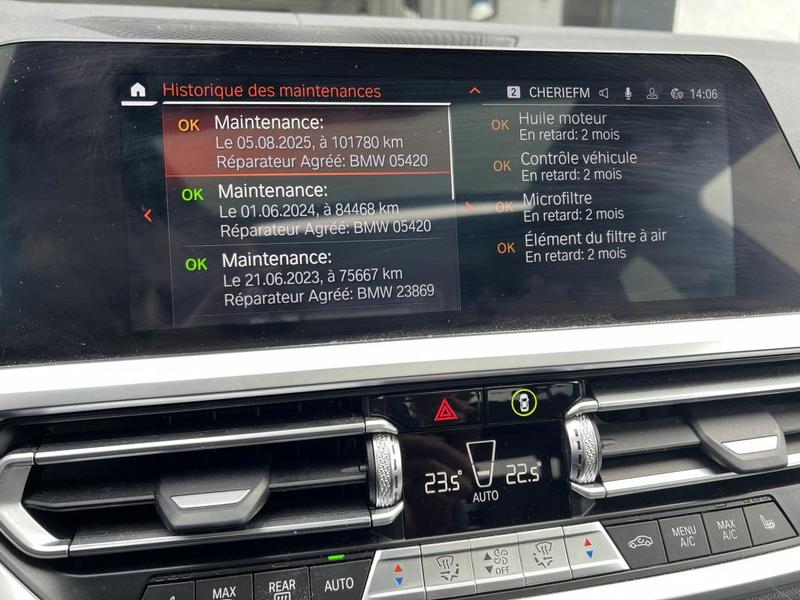 Historique des maintenances
2 CHERIEFM 14:06
OK Maintenance:
Le 05.08.2025, à 101780 km
Réparateur Agréé: BMW 05420
OK Maintenance:
Le 01.06.2024, à 84468 km
Réparateur Agréé: BMW 05420
OK Maintenance:
Le 21.06.2023, à 75667 km
Réparateur Agréé: BMW 23869
OK Huile moteur
En retard: 2 mois
OK Contrôle véhicule
En retard: 2 mois
OK Microfiltre
En retard: 2 mois
OK Élément du filtre à air
En retard: 2 mois
23.5° 22.5°
AUTO
MAX
REAR
AUTO
OFF
MENU
A/C
MAX
A/C